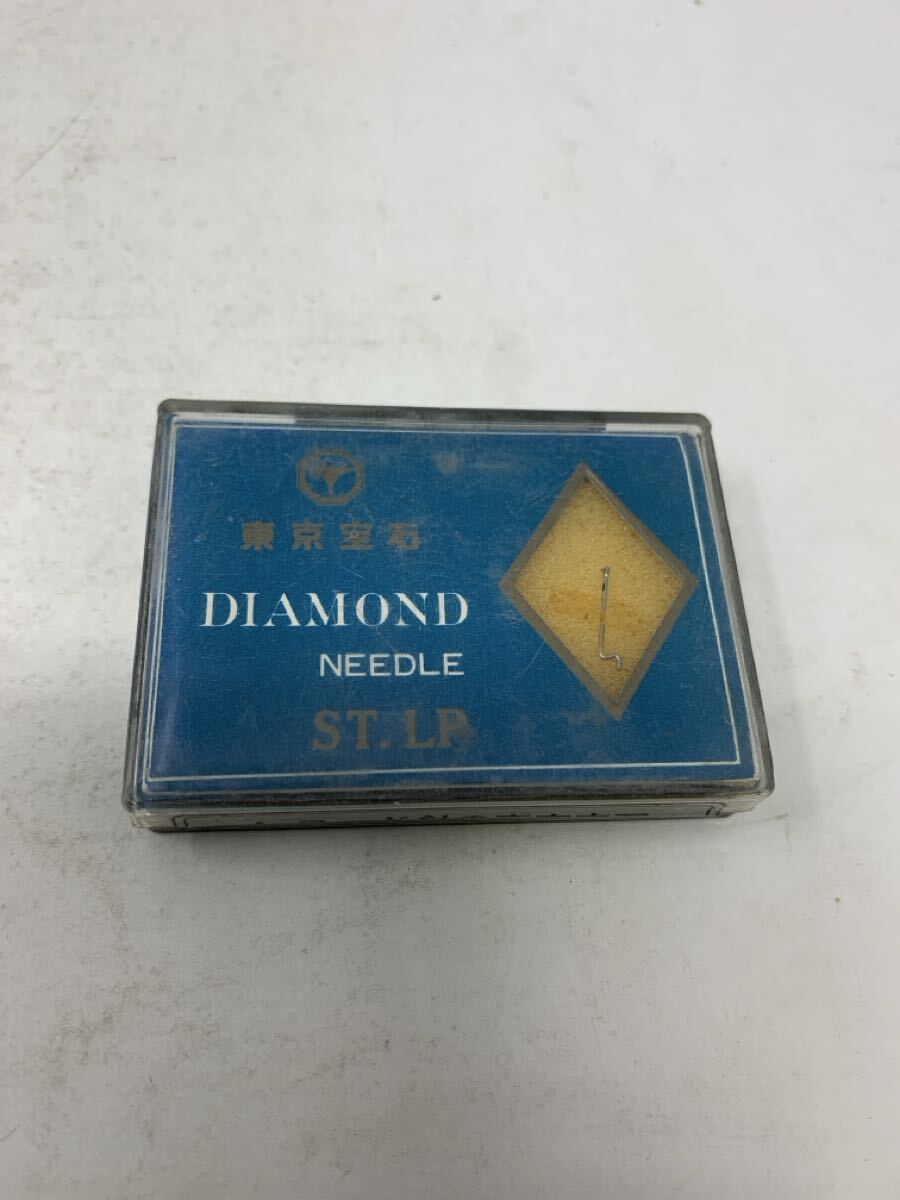 東京宝石
DIAMOND
NEEDLE
ST. LP